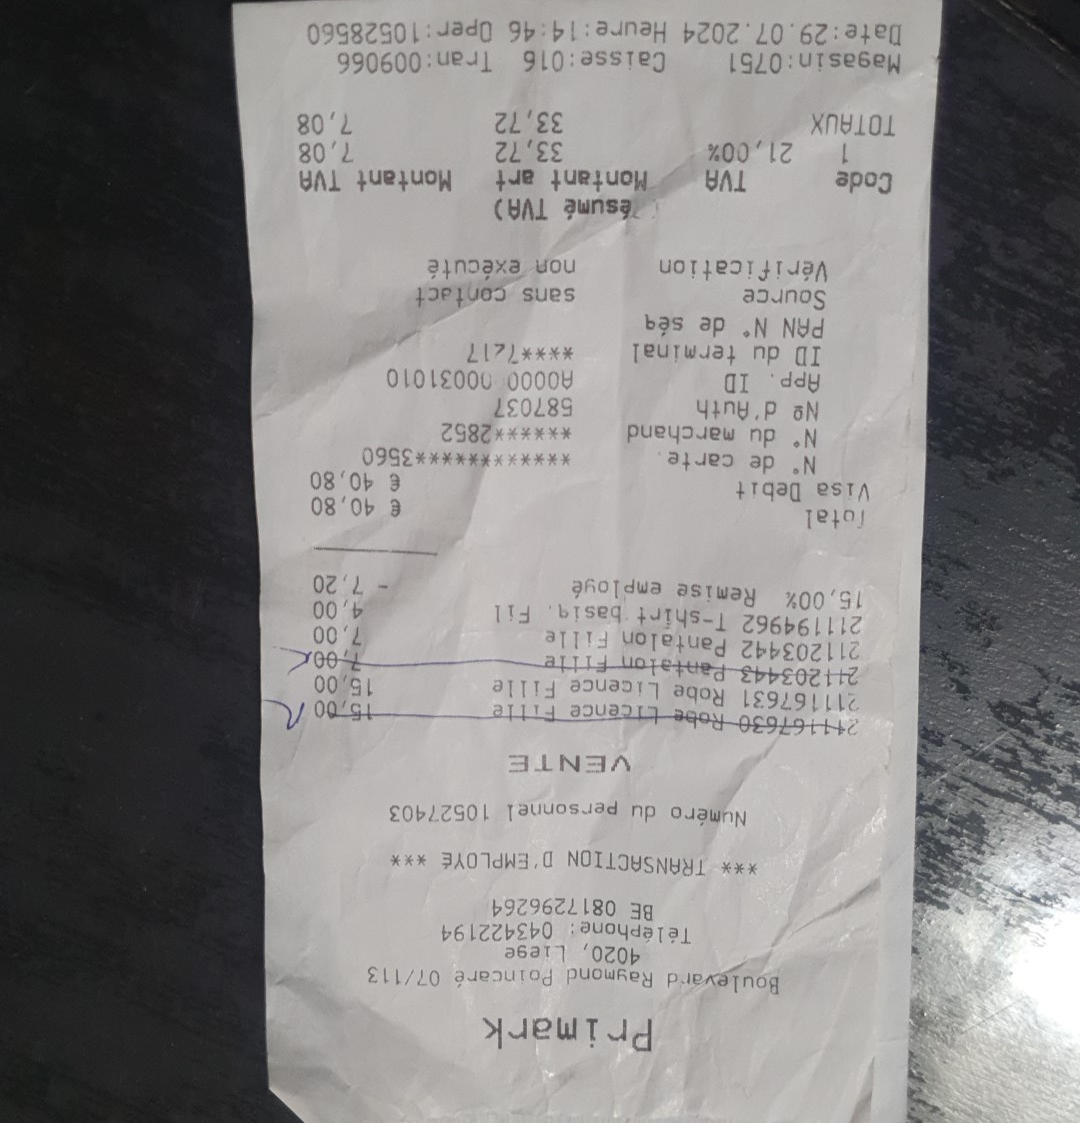 Primark
Boulevard Raymond Poincaré 07/113
4020, Liege
Téléphone: 043422194
BE 0817296264
*** TRANSACTION D'EMPLOYÉ ***
Numéro du personnel 10527403
VENTE
211167630 Robe Licence Fille 15,00
211167631 Robe Licence Fille 15,00
211203443 Pantalon Fille 7,00
211203442 Pantalon Fille 7,00
211194962 T-shirt basiq. Fil 4,00
15,00% Remise employé - 7,20
Total € 40,80
Visa Debit € 40,80
N° de carte. ************3560
N° du marchand ******2852
Nº d'Auth 587037
App. ID A0000 00031010
ID du terminal ****7217
PAN N° de séq
Source sans contact
Vérification non exécuté
ésumé TVA)
Code TVA Montant art Montant TVA
1 21,00% 33,72 7,08
TOTAUX 33,72 7,08
Magasin:0751 Caisse:016 Tran:009066
Date:29.07.2024 Heure:14:46 Oper:10528560